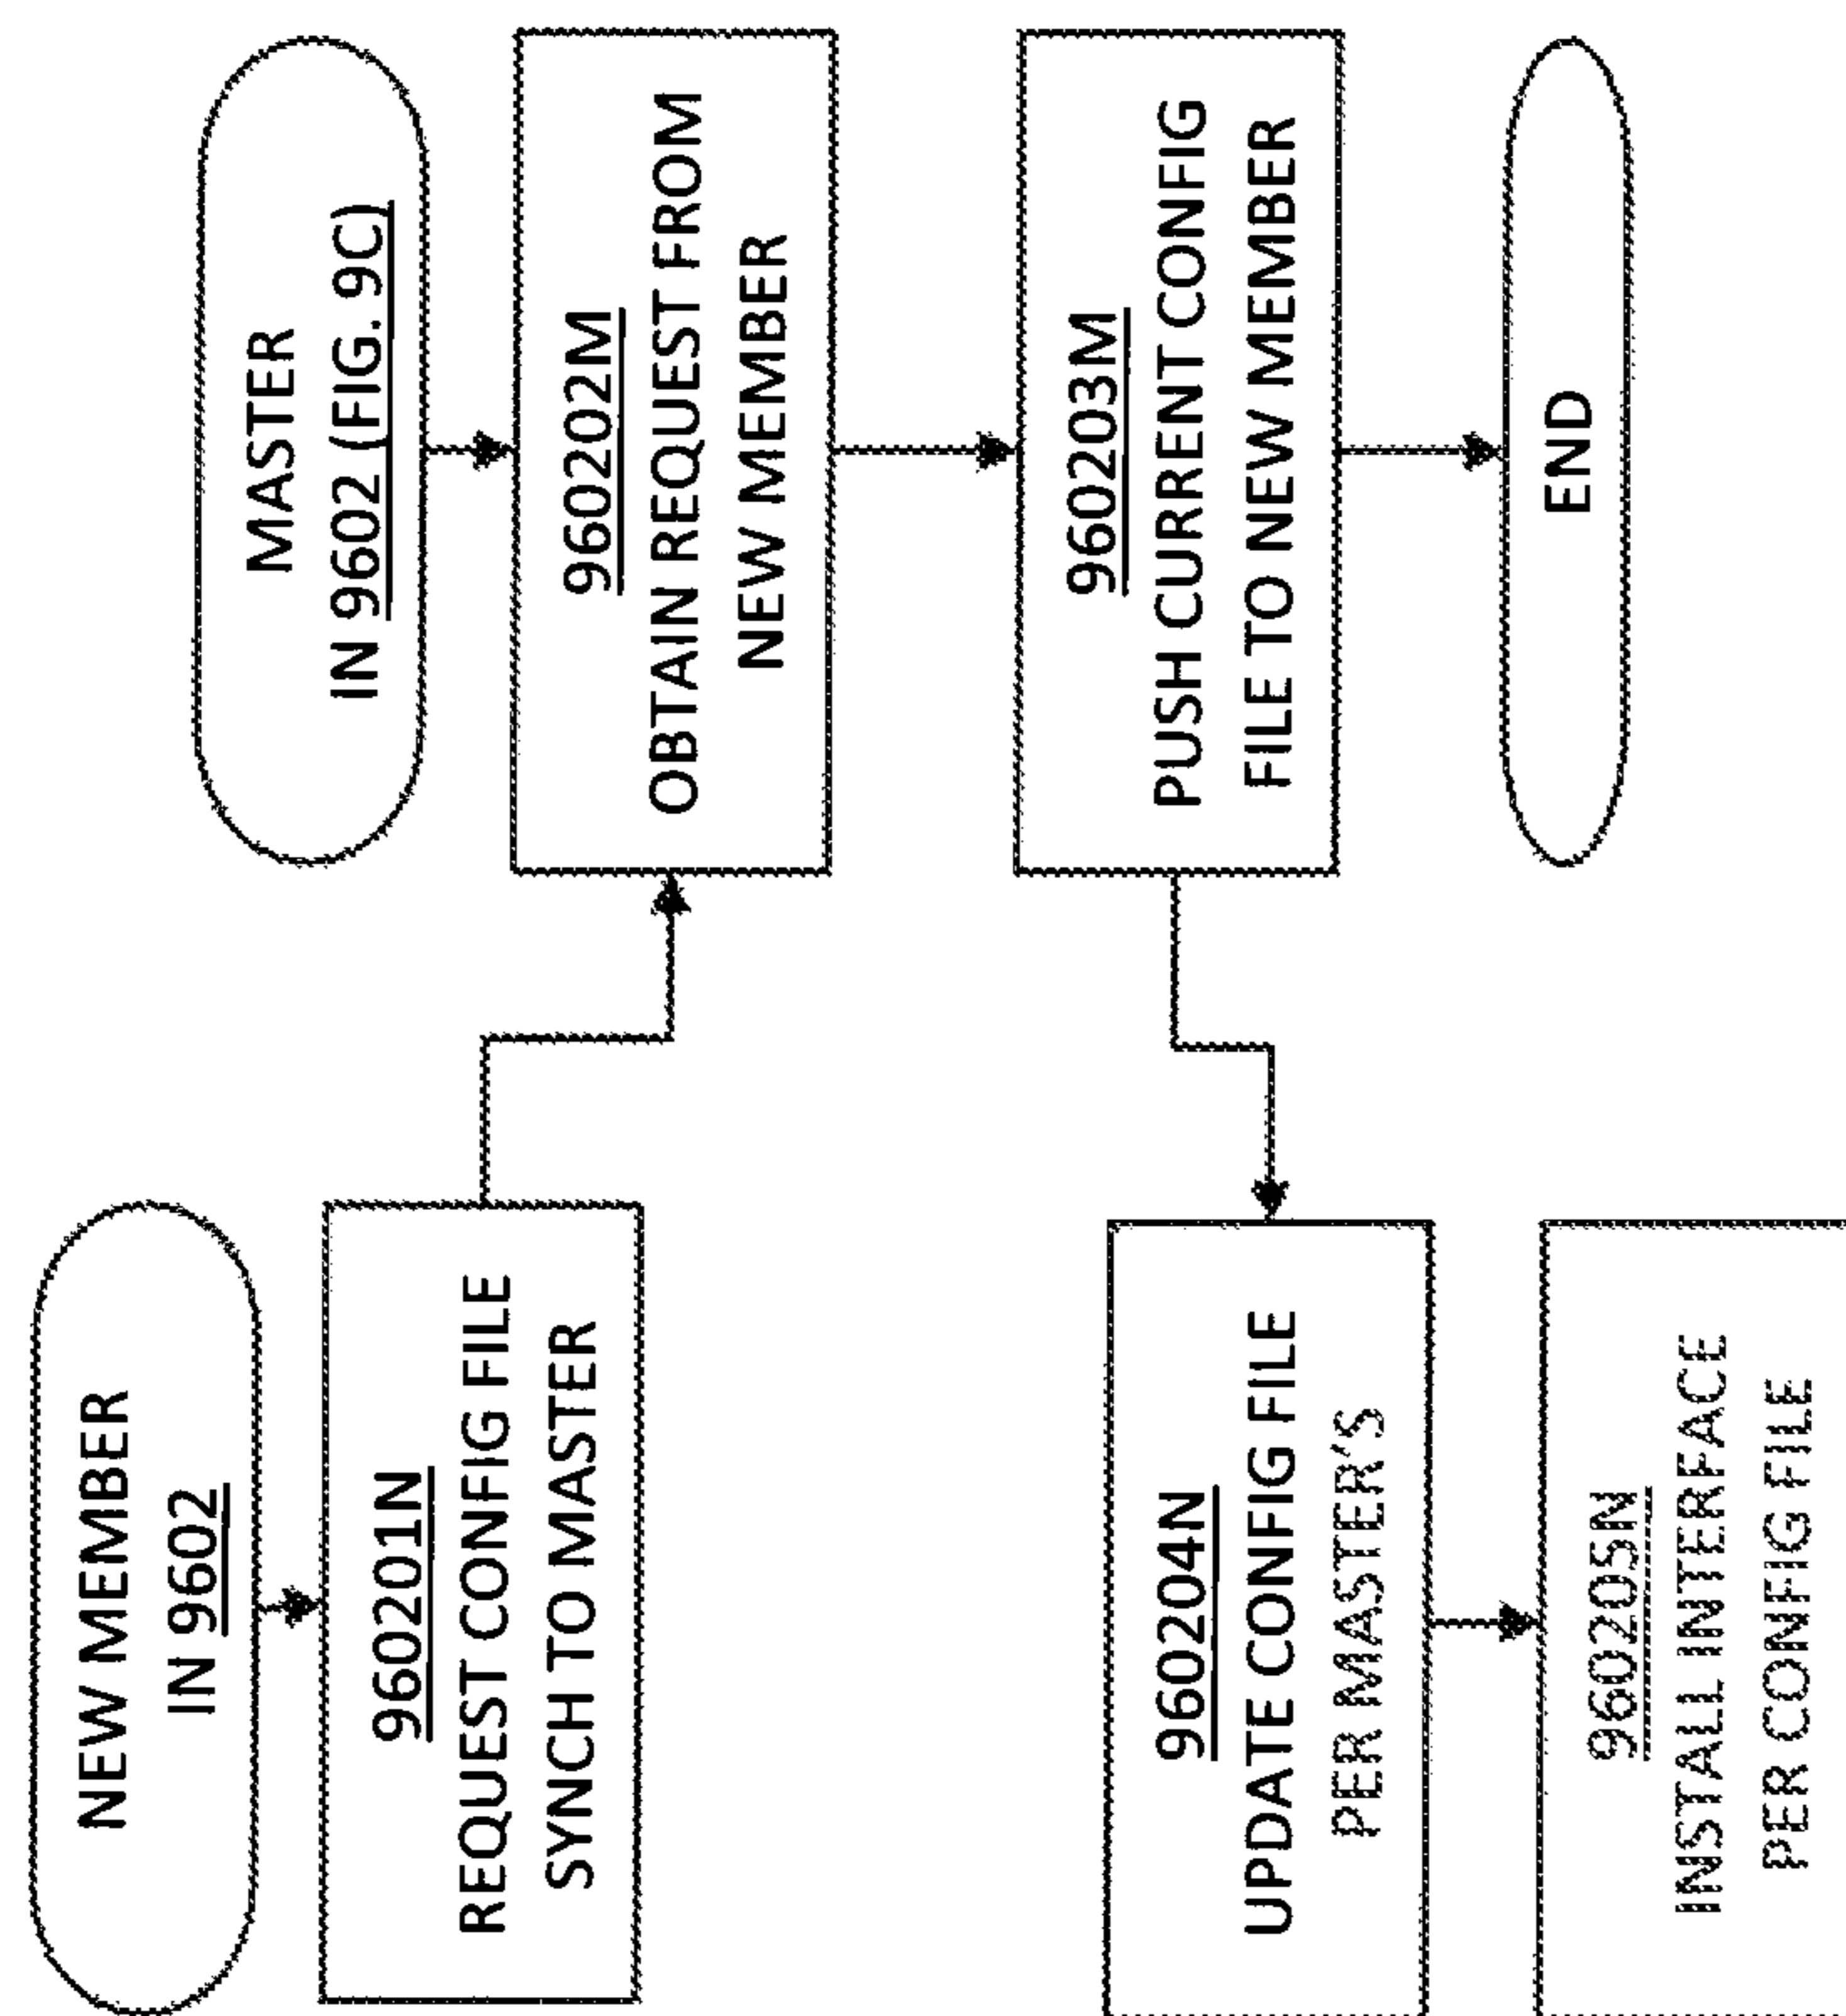 NEW MEMBER
IN 9602
960201N
REQUEST CONFIG FILE
SYNCH TO MASTER
MASTER
IN 9602 (FIG. 9C)
960202M
OBTAIN REQUEST FROM
NEW MEMBER
960203M
PUSH CURRENT CONFIG
FILE TO NEW MEMBER
960204N
UPDATE CONFIG FILE
PER MASTER'S
960205N
INSTALL INTERFACE
PER CONFIG FILE
END